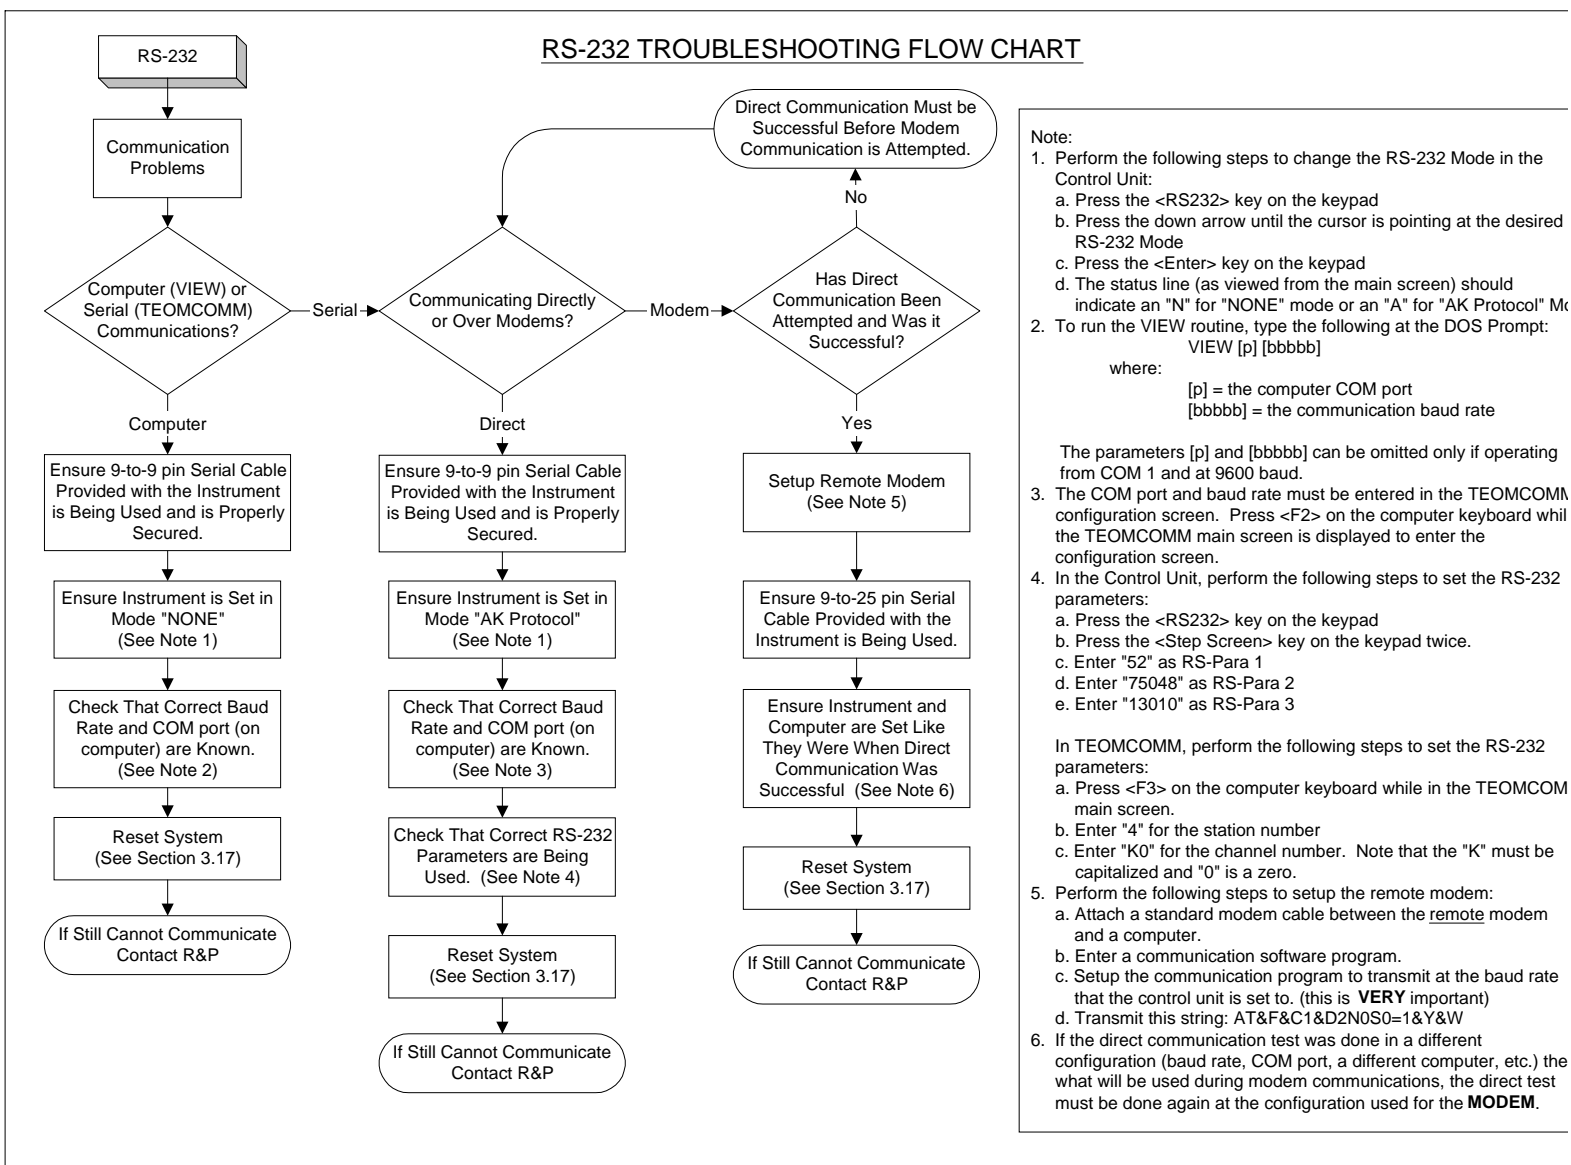 RS-232 TROUBLESHOOTING FLOW CHART
RS-232
Communication
Problems
Computer (VIEW) or
Serial (TEOMCOMM)
Communications?
Serial
Computer
Ensure 9-to-9 pin Serial Cable
Provided with the Instrument
is Being Used and is Properly
Secured.
Ensure Instrument is Set in
Mode "NONE"
(See Note 1)
Check That Correct Baud
Rate and COM port (on
computer) are Known.
(See Note 2)
Reset System
(See Section 3.17)
If Still Cannot Communicate
Contact R&P
Communicating Directly
or Over Modems?
Modem
Direct
Ensure 9-to-9 pin Serial Cable
Provided with the Instrument
is Being Used and is Properly
Secured.
Ensure Instrument is Set in
Mode "AK Protocol"
(See Note 1)
Check That Correct Baud
Rate and COM port (on
computer) are Known.
(See Note 3)
Check That Correct RS-232
Parameters are Being
Used. (See Note 4)
Reset System
(See Section 3.17)
If Still Cannot Communicate
Contact R&P
Direct Communication Must be
Successful Before Modem
Communication is Attempted.
No
Has Direct
Communication Been
Attempted and Was it
Successful?
Yes
Setup Remote Modem
(See Note 5)
Ensure 9-to-25 pin Serial
Cable Provided with the
Instrument is Being Used.
Ensure Instrument and
Computer are Set Like
They Were When Direct
Communication Was
Successful (See Note 6)
Reset System
(See Section 3.17)
If Still Cannot Communicate
Contact R&P
Note:
1. Perform the following steps to change the RS-232 Mode in the
Control Unit:
a. Press the <RS232> key on the keypad
b. Press the down arrow until the cursor is pointing at the desired
RS-232 Mode
c. Press the <Enter> key on the keypad
d. The status line (as viewed from the main screen) should
indicate an "N" for "NONE" mode or an "A" for "AK Protocol"
2. To run the VIEW routine, type the following at the DOS Prompt:
VIEW [p] [bbbbb]
where:
[p] = the computer COM port
[bbbbb] = the communication baud rate
The parameters [p] and [bbbbb] can be omitted only if operating
from COM 1 and at 9600 baud.
3. The COM port and baud rate must be entered in the
configuration screen. Press <F2> on the computer keyboard
the TEOMCOMM main screen is displayed to enter the
configuration screen.
4. In the Control Unit, perform the following steps to set the RS-232
parameters:
a. Press the <RS232> key on the keypad
b. Press the <Step Screen> key on the keypad twice.
c. Enter "52" as RS-Para 1
d. Enter "75048" as RS-Para 2
e. Enter "13010" as RS-Para 3
In TEOMCOMM, perform the following steps to set the RS-232
parameters:
a. Press <F3> on the computer keyboard while in the
main screen.
b. Enter "4" for the station number
c. Enter "K0" for the channel number. Note that the "K" must be
capitalized and "0" is a zero.
5. Perform the following steps to setup the remote modem:
a. Attach a standard modem cable between the remote modem
and a computer.
b. Enter a communication software program.
c. Setup the communication program to transmit at the baud rate
that the control unit is set to. (this is VERY important)
d. Transmit this string: AT&F&C1&D2N0S0=1&Y&W
6. If the direct communication test was done in a different
configuration (baud rate, COM port, a different computer, etc.)
what will be used during modem communications, the direct test
must be done again at the configuration used for the MODEM.